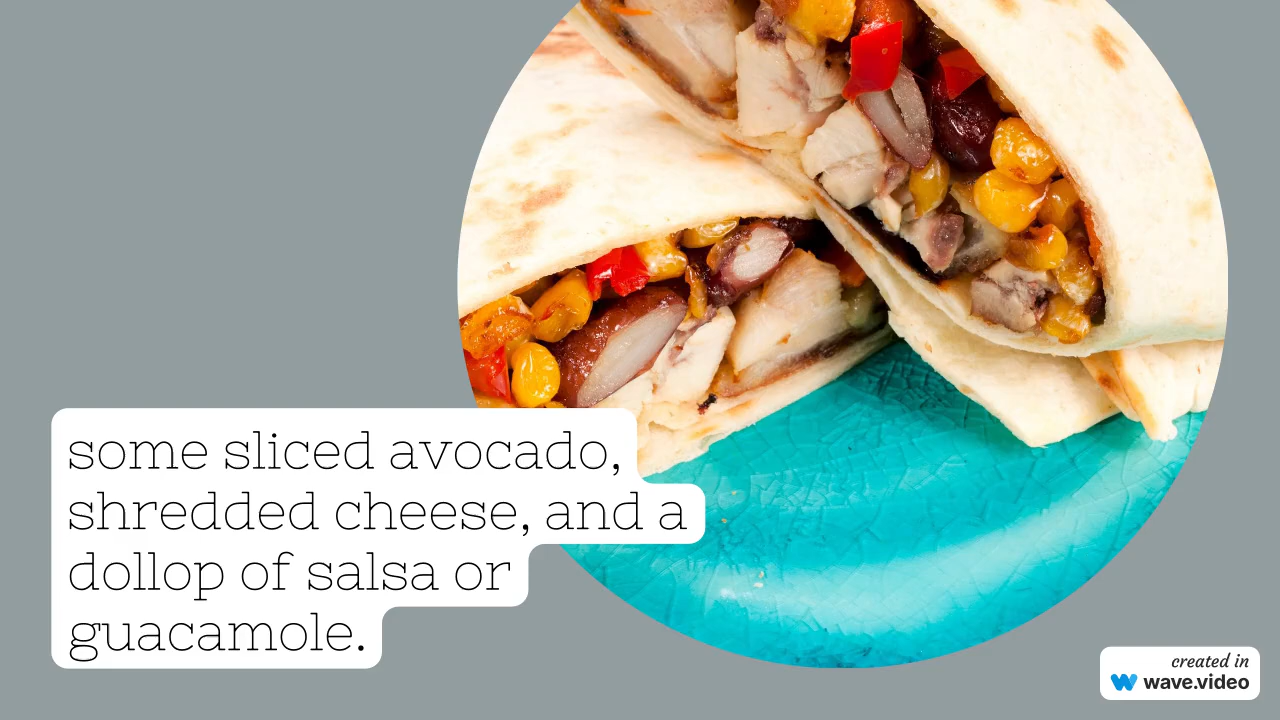 some sliced avocado,
shredded cheese, and a
dollop of salsa or
guacamole.
created in
wave.video